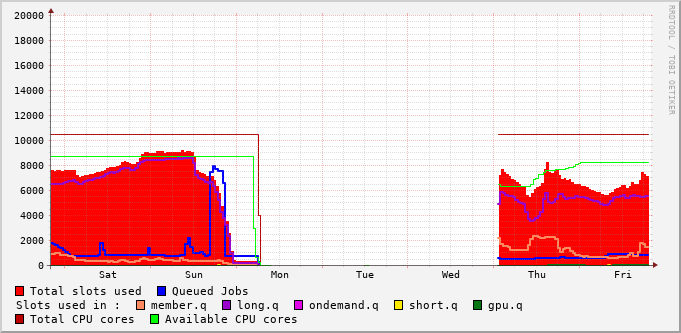 20000
18000
16000
14000
12000
10000
8000
6000
4000
2000
0
Sat Sun Mon Tue Wed Thu Fri
RRDTOOL / TOBI OETIKER
Total slots used Queued Jobs
Slots used in : member.q long.q ondemand.q short.q gpu.q
Total CPU cores Available CPU cores